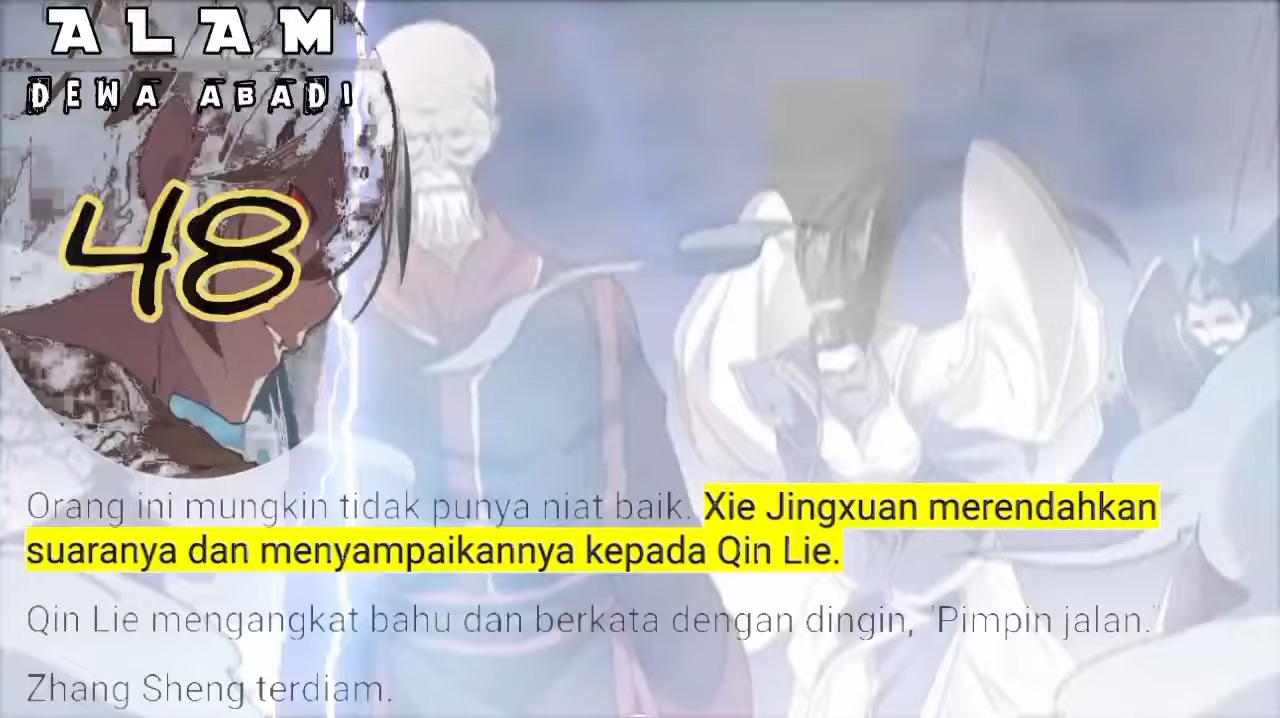 ALAM
DEWA ABADI
48
Orang ini mungkin tidak punya niat baik. Xie Jingxuan merendahkan
suaranya dan menyampaikannya kepada Qin Lie.
Qin Lie mengangkat bahu dan berkata dengan dingin, 'Pimpin jalan.'
Zhang Sheng terdiam.